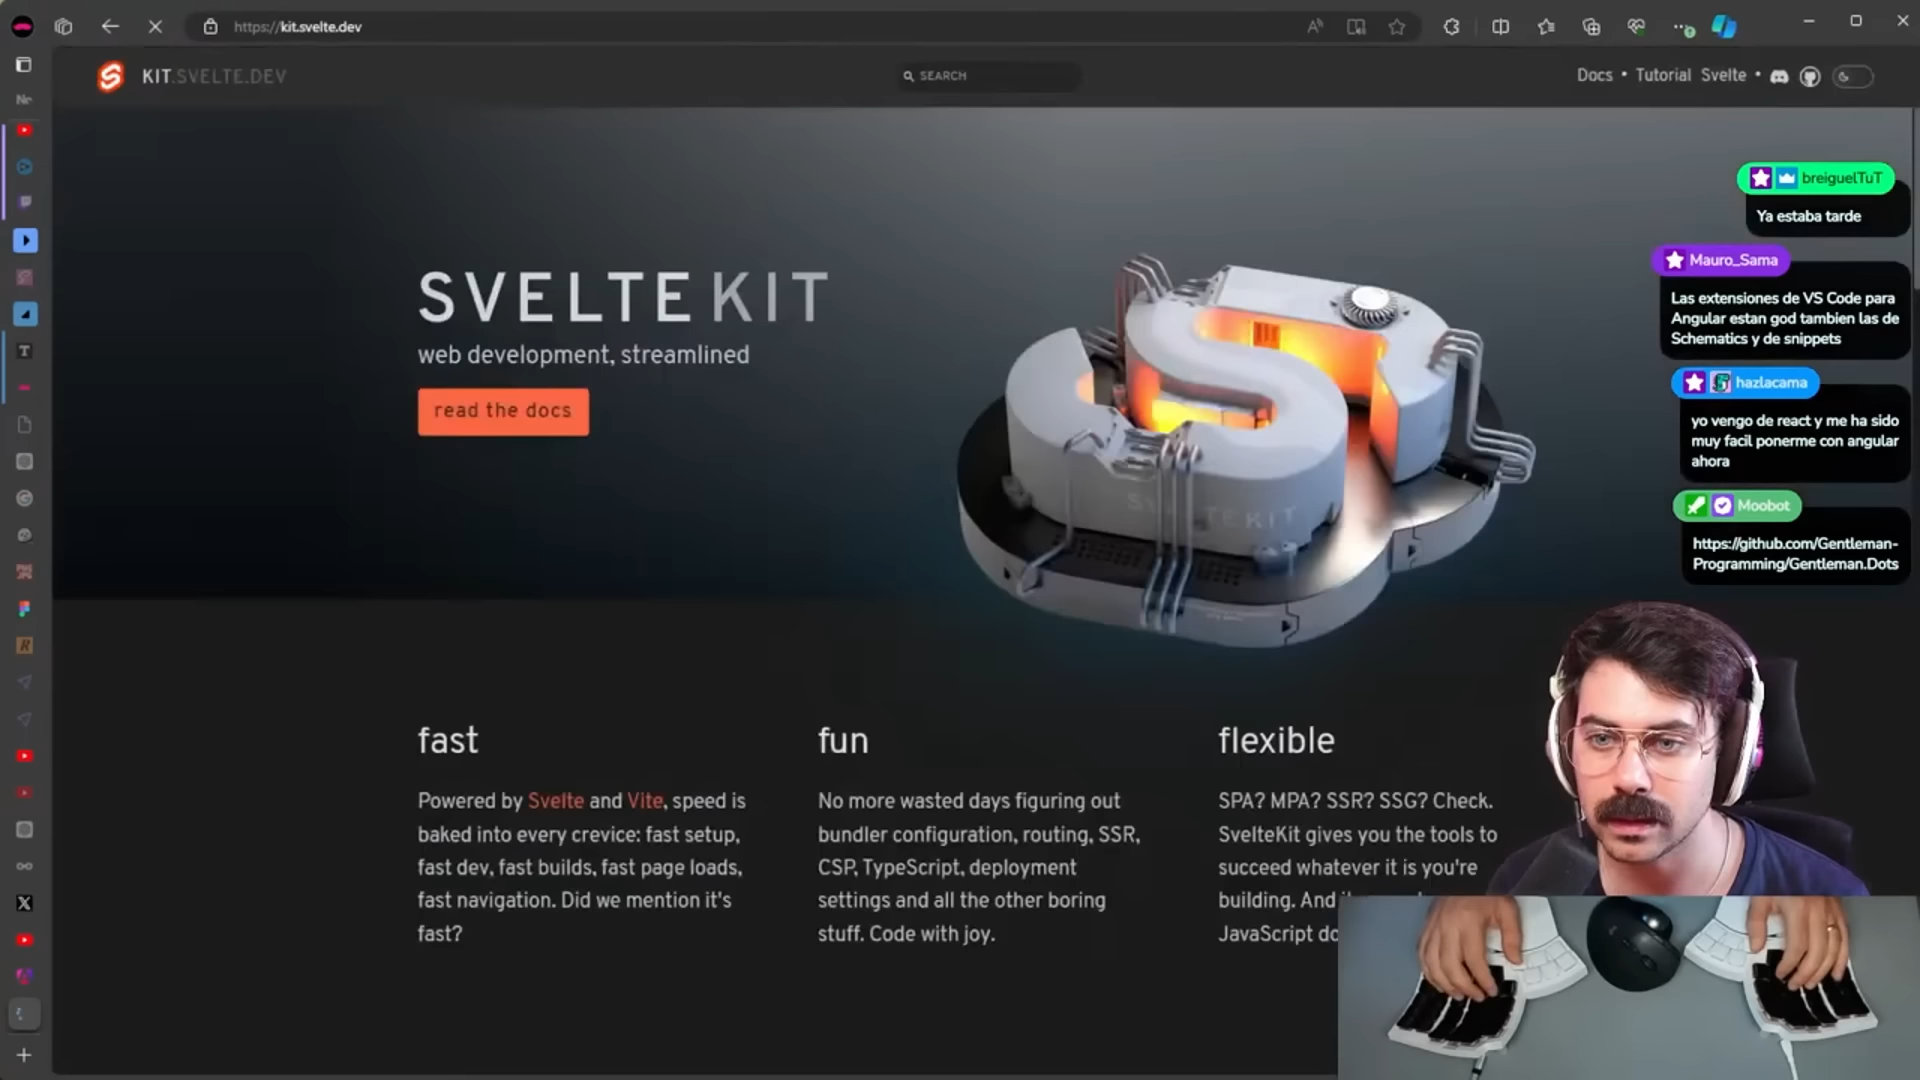 https://kit.svelte.dev
KIT.SVELTE.DEV
SEARCH
Docs • Tutorial Svelte •
SVELTE KIT
web development, streamlined
read the docs
SVELTEKIT
fast
Powered by Svelte and Vite, speed is
baked into every crevice: fast setup,
fast dev, fast builds, fast page loads,
fast navigation. Did we mention it's
fast?
fun
No more wasted days figuring out
bundler configuration, routing, SSR,
CSP, TypeScript, deployment
settings and all the other boring
stuff. Code with joy.
flexible
SPA? MPA? SSR? SSG? Check.
SvelteKit gives you the tools to
succeed whatever it is you're
building. And
JavaScript
breiguelTuT
Ya estaba tarde
Mauro_Sama
Las extensiones de VS Code para
Angular estan god tambien las de
Schematics y de snippets
hazlacama
yo vengo de react y me ha sido
muy facil ponerme con angular
ahora
Moobot
https://github.com/Gentleman-
Programming/Gentleman.Dots